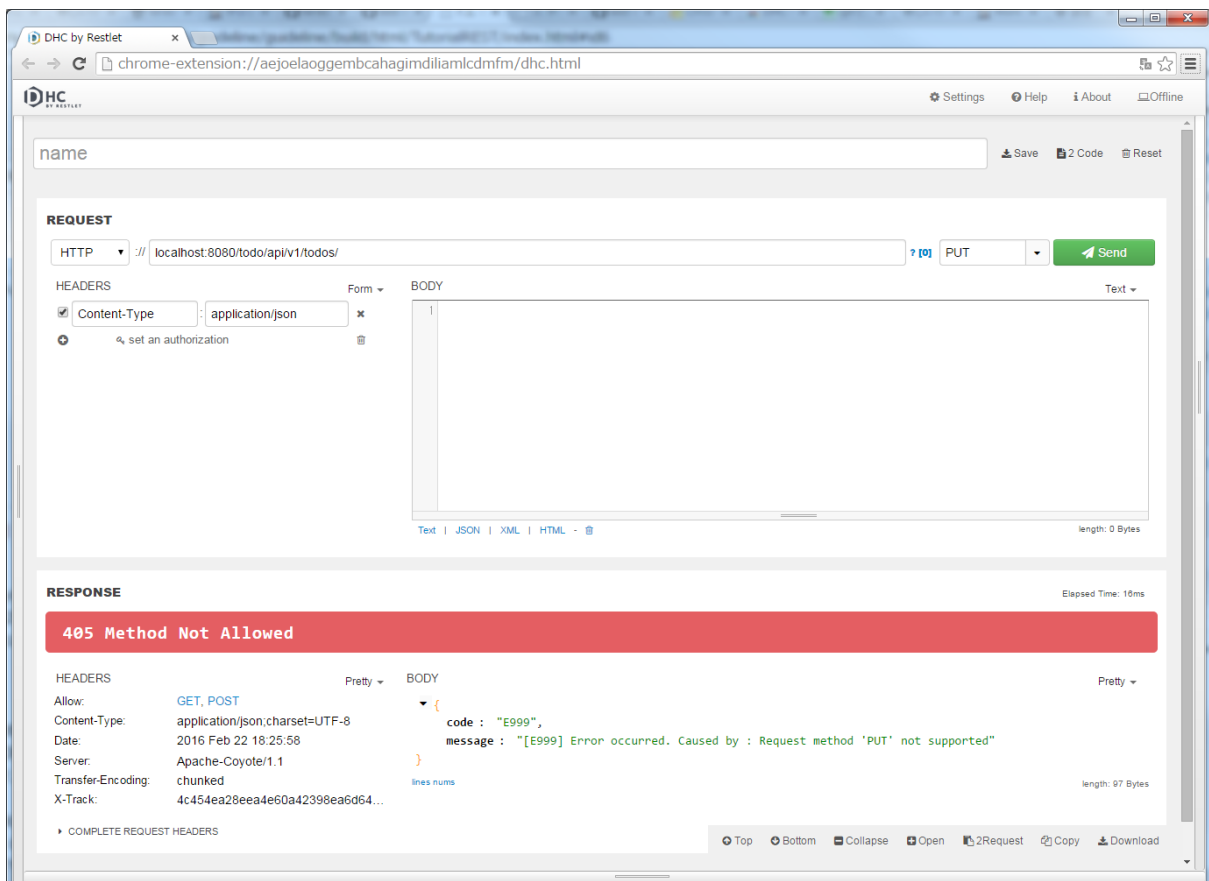 DHC by Restlet
chrome-extension://aejoelaoggembcahagimdiliamlcdmfm/dhc.html
DHC BY RESTLET Settings Help About Offline
name Save 2 Code Reset
REQUEST
HTTP :// localhost:8080/todo/api/v1/todos/ ? [0] PUT Send
HEADERS Form BODY Text
Content-Type : application/json 1
set an authorization
Text | JSON | XML | HTML - length: 0 Bytes
RESPONSE Elapsed Time: 16ms
405 Method Not Allowed
HEADERS Pretty BODY Pretty
Allow: GET, POST {
Content-Type: application/json;charset=UTF-8 code : "E999",
Date: 2016 Feb 22 18:25:58 message : "[E999] Error occurred. Caused by : Request method 'PUT' not supported"
Server: Apache-Coyote/1.1 }
Transfer-Encoding: chunked lines nums length: 97 Bytes
X-Track: 4c454ea28eea4e60a42398ea6d64...
COMPLETE REQUEST HEADERS
Top Bottom Collapse Open 2Request Copy Download